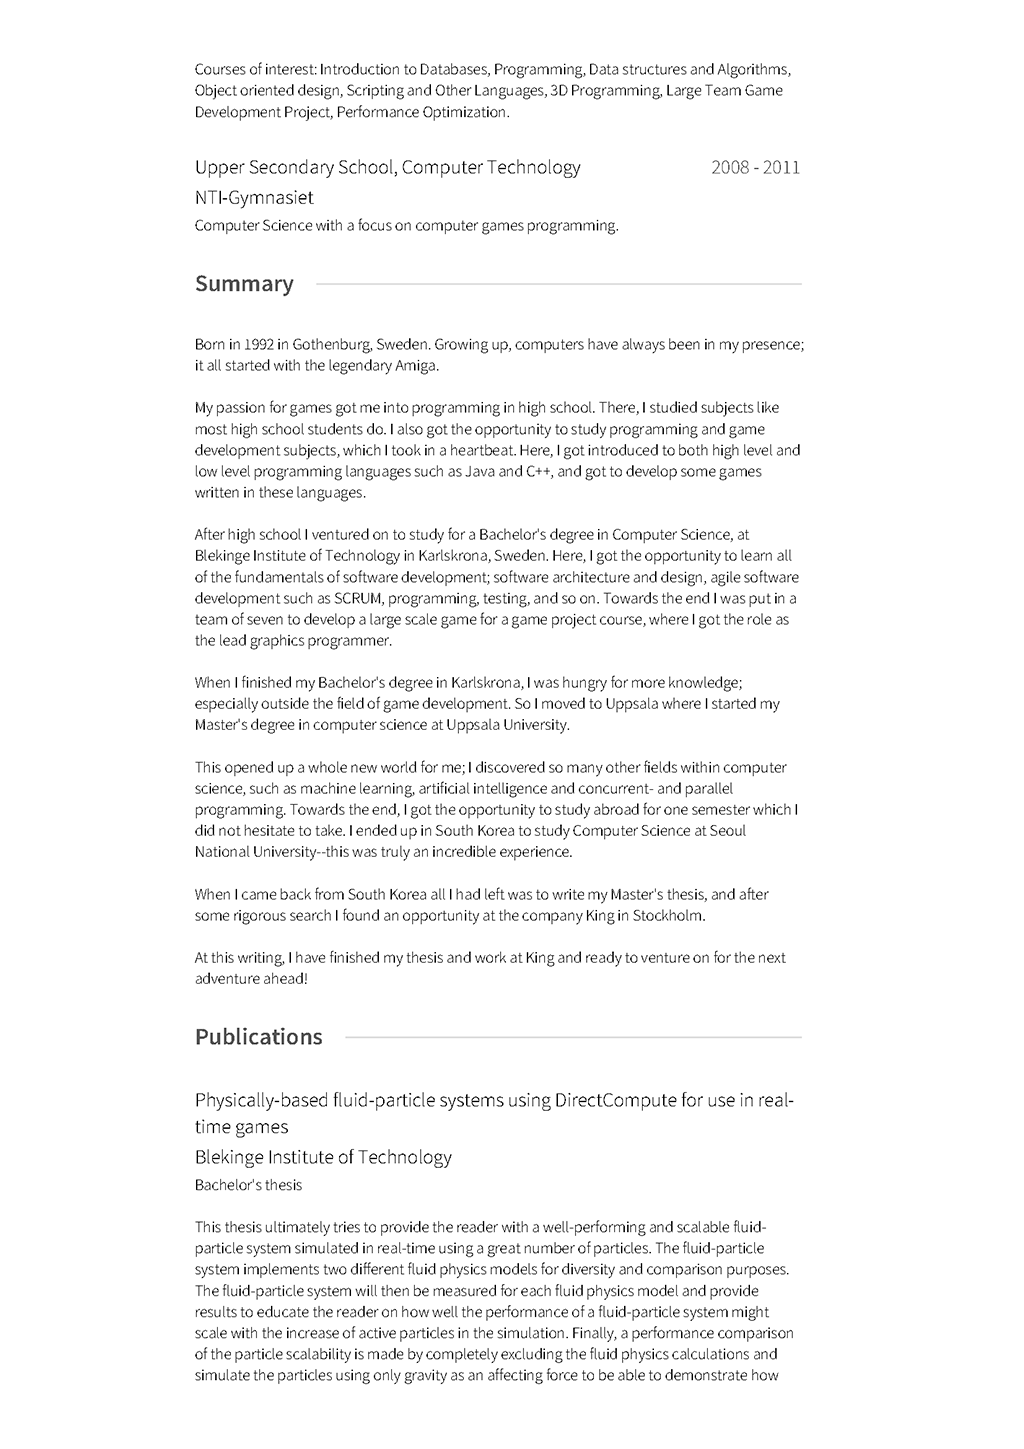 Courses of interest: Introduction to Databases, Programming, Data structures and Algorithms,
Object oriented design, Scripting and Other Languages, 3D Programming, Large Team Game
Development Project, Performance Optimization.
Upper Secondary School, Computer Technology 2008 - 2011
NTI-Gymnasiet
Computer Science with a focus on computer games programming.
Summary
Born in 1992 in Gothenburg, Sweden. Growing up, computers have always been in my presence;
it all started with the legendary Amiga.
My passion for games got me into programming in high school. There, I studied subjects like
most high school students do. I also got the opportunity to study programming and game
development subjects, which I took in a heartbeat. Here, I got introduced to both high level and
low level programming languages such as Java and C++, and got to develop some games
written in these languages.
After high school I ventured on to study for a Bachelor's degree in Computer Science, at
Blekinge Institute of Technology in Karlskrona, Sweden. Here, I got the opportunity to learn all
of the fundamentals of software development; software architecture and design, agile software
development such as SCRUM, programming, testing, and so on. Towards the end I was put in a
team of seven to develop a large scale game for a game project course, where I got the role as
the lead graphics programmer.
When I finished my Bachelor's degree in Karlskrona, I was hungry for more knowledge;
especially outside the field of game development. So I moved to Uppsala where I started my
Master's degree in computer science at Uppsala University.
This opened up a whole new world for me; I discovered so many other fields within computer
science, such as machine learning, artificial intelligence and concurrent- and parallel
programming. Towards the end, I got the opportunity to study abroad for one semester which I
did not hesitate to take. I ended up in South Korea to study Computer Science at Seoul
National University--this was truly an incredible experience.
When I came back from South Korea all I had left was to write my Master's thesis, and after
some rigorous search I found an opportunity at the company King in Stockholm.
At this writing, I have finished my thesis and work at King and ready to venture on for the next
adventure ahead!
Publications
Physically-based fluid-particle systems using DirectCompute for use in real-
time games
Blekinge Institute of Technology
Bachelor's thesis
This thesis ultimately tries to provide the reader with a well-performing and scalable fluid-
particle system simulated in real-time using a great number of particles. The fluid-particle
system implements two different fluid physics models for diversity and comparison purposes.
The fluid-particle system will then be measured for each fluid physics model and provide
results to educate the reader on how well the performance of a fluid-particle system might
scale with the increase of active particles in the simulation. Finally, a performance comparison
of the particle scalability is made by completely excluding the fluid physics calculations and
simulate the particles using only gravity as an affecting force to be able to demonstrate how